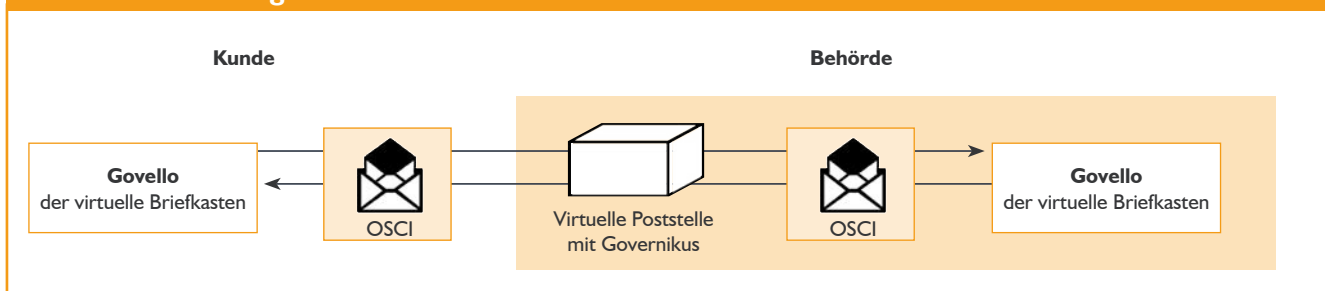 Kunde
Behörde
Govello
der virtuelle Briefkasten
OSCI
Virtuelle Poststelle
mit Governikus
OSCI
Govello
der virtuelle Briefkasten